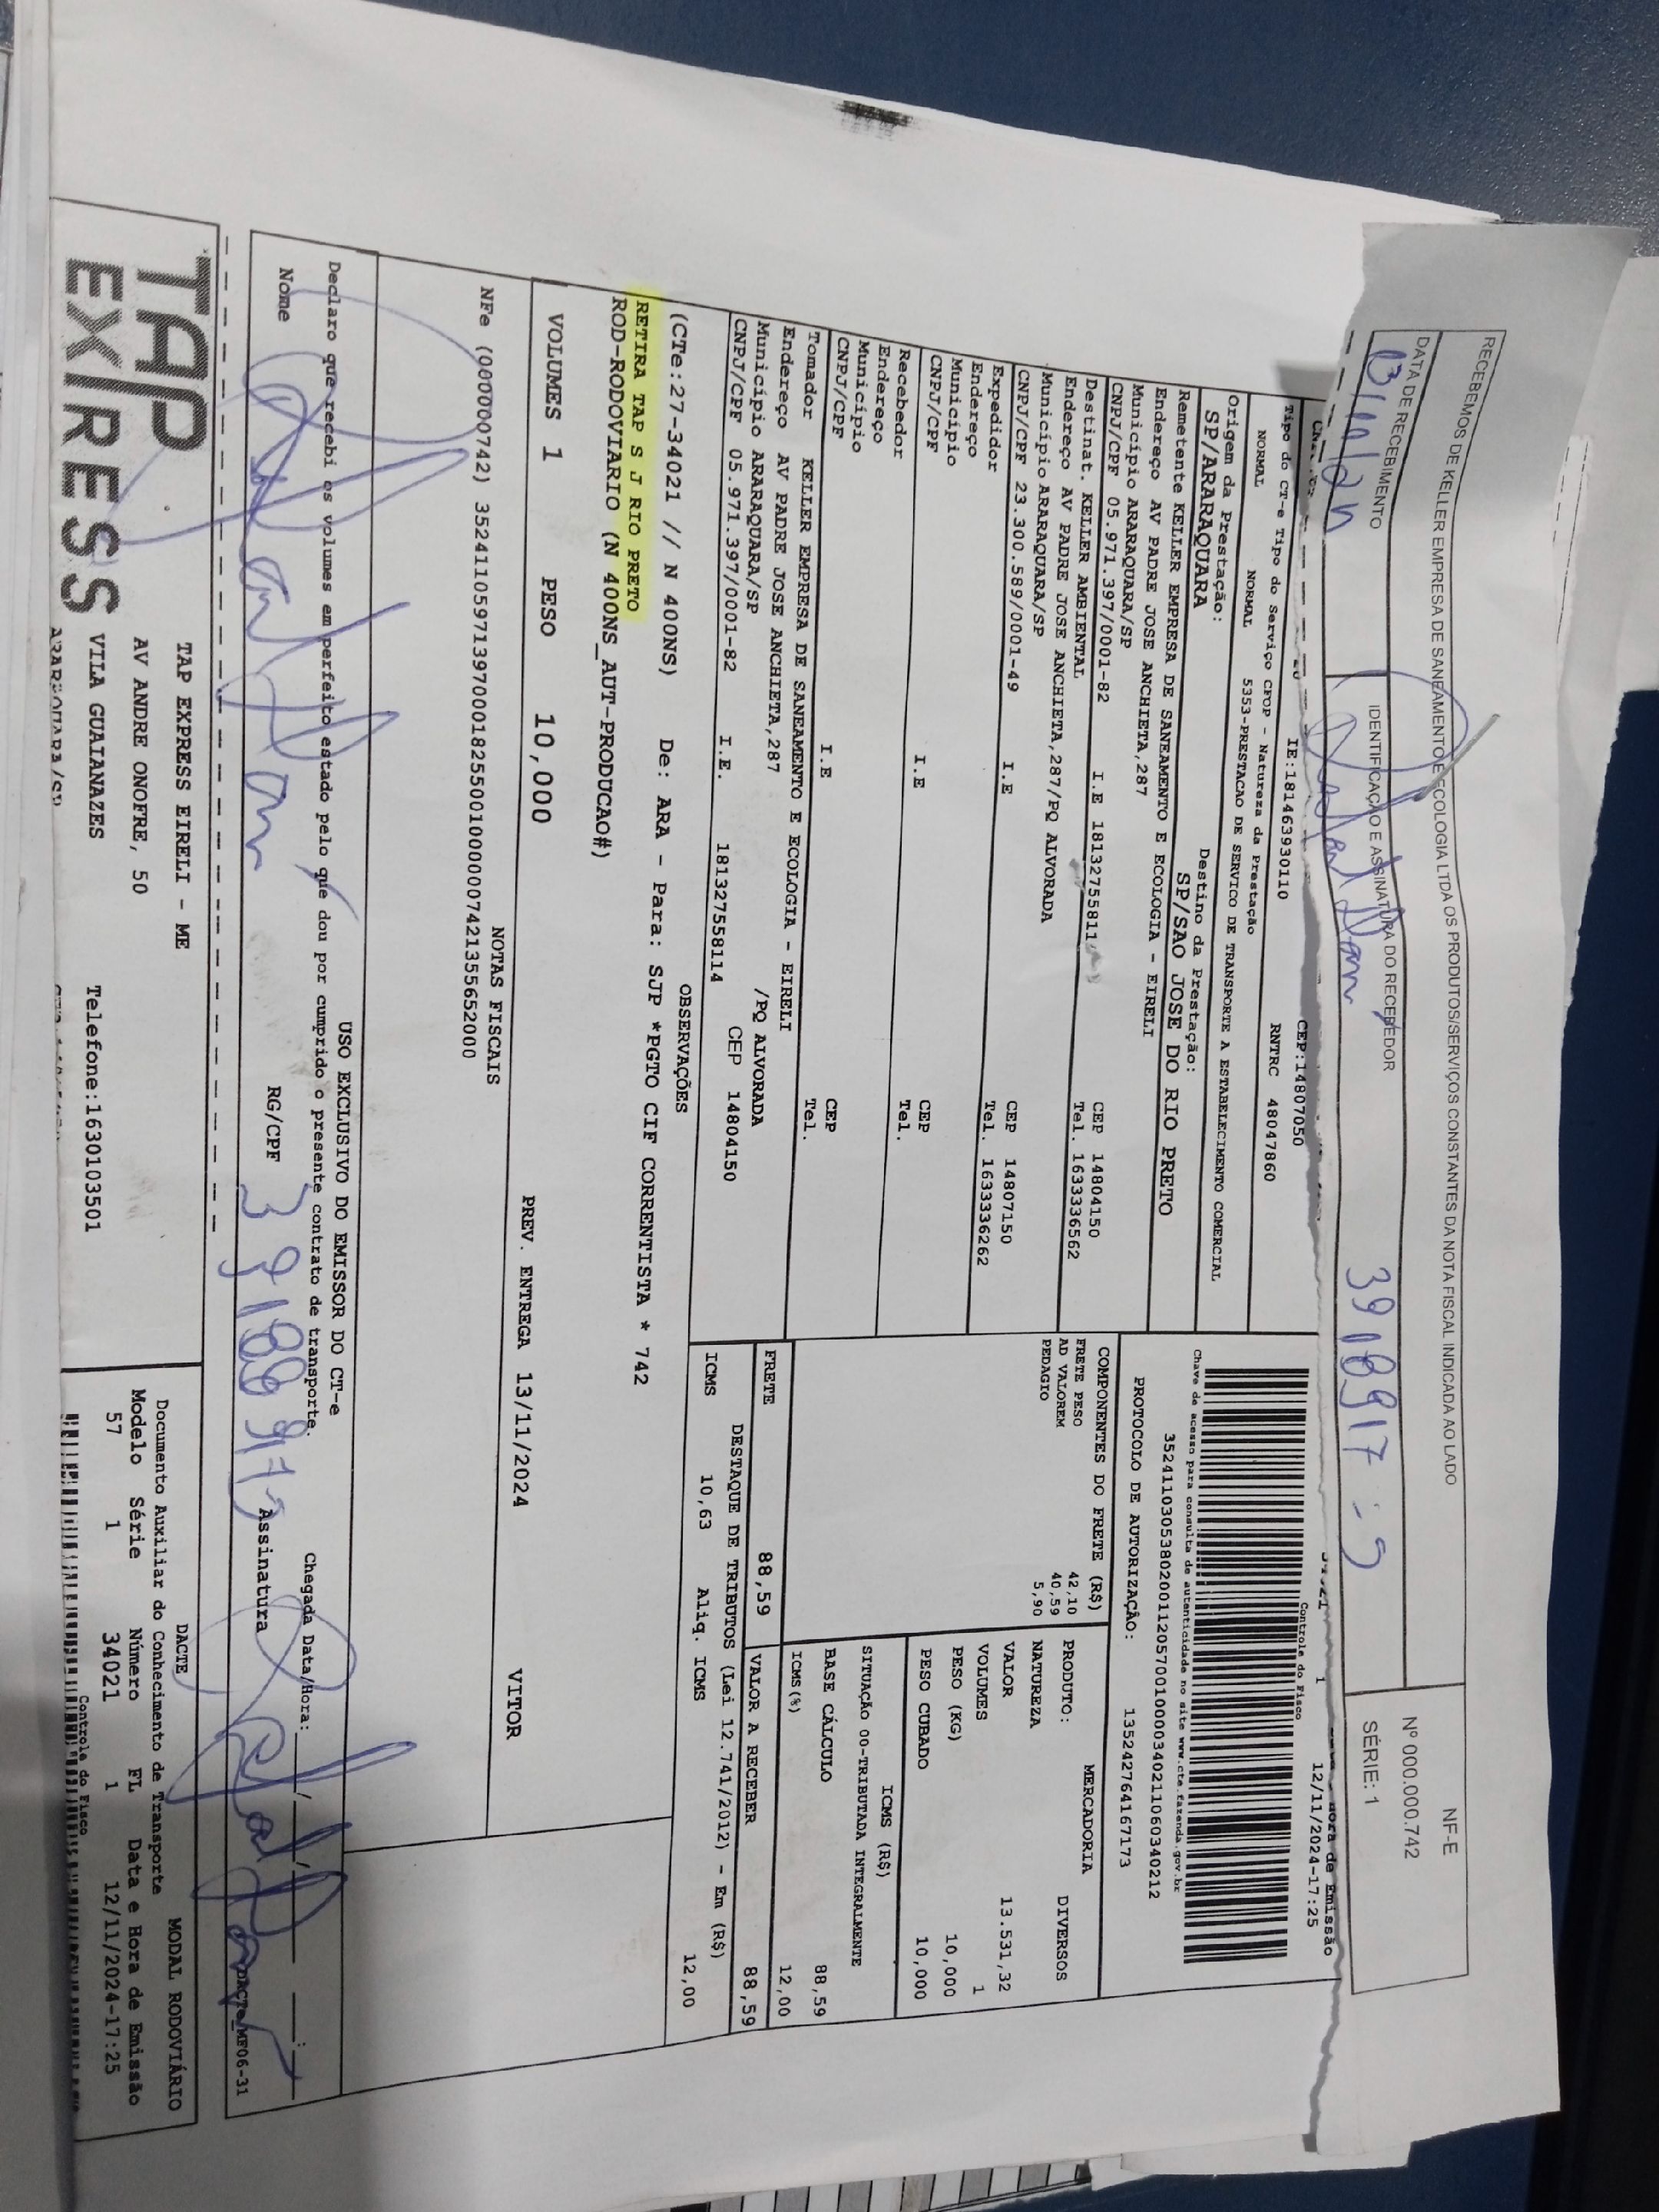 RECEBEMOS DE KELLER EMPRESA DE SANEAMENTO E ECOLOGIA LTDA OS PRODUTOS/SERVIÇOS CONSTANTES DA NOTA FISCAL INDICADA AO LADO
NF-E
Nº 000.000.742
SÉRIE: 1
DATA DE RECEBIMENTO
IDENTIFICAÇÃO E ASSINATURA DO RECEBEDOR
13/11/24
39189917-9
CEP:14807050
IE:181463930110
RNTRC 48047860
12/11/2024-17:25
Controle do Fisco
Tipo do CT-e Tipo do Serviço CFOP - Natureza da Prestação
NORMAL NORMAL 5353-PRESTACAO DE SERVICO DE TRANSPORTE A ESTABELECIMENTO COMERCIAL
Origem da Prestação: Destino da Prestação:
SP/ARARAQUARA SP/SAO JOSE DO RIO PRETO
Chave de acesso para consulta de autenticidade no site www.cte.fazenda.gov.br
35241103053802001120570010000340211060340212
PROTOCOLO DE AUTORIZAÇÃO: 135242764167173
Remetente KELLER EMPRESA DE SANEAMENTO E ECOLOGIA - EIRELI
Endereço AV PADRE JOSE ANCHIETA,287
Município ARARAQUARA/SP CEP 14804150
CNPJ/CPF 05.971.397/0001-82 I.E 18132755811 Tel. 1633336562
Destinat. KELLER AMBIENTAL
Endereço AV PADRE JOSE ANCHIETA,287/PQ ALVORADA
Município ARARAQUARA/SP CEP 14807150
CNPJ/CPF 23.300.589/0001-49 I.E Tel. 1633336262
Expedidor
Endereço
Município CEP
CNPJ/CPF I.E Tel.
Recebedor
Endereço
Município CEP
CNPJ/CPF I.E Tel.
Tomador KELLER EMPRESA DE SANEAMENTO E ECOLOGIA - EIRELI
Endereço AV PADRE JOSE ANCHIETA,287 /PQ ALVORADA
Município ARARAQUARA/SP CEP 14804150
CNPJ/CPF 05.971.397/0001-82 I.E. 181327558114
COMPONENTES DO FRETE (R$)
FRETE PESO 42,10
AD VALOREM 40,59
PEDAGIO 5,90
MERCADORIA
PRODUTO: DIVERSOS
NATUREZA
VALOR 13.531,32
VOLUMES 1
PESO (KG) 10,000
PESO CUBADO 10,000
ICMS (R$)
SITUAÇÃO 00-TRIBUTADA INTEGRALMENTE
BASE CÁLCULO 88,59
ICMS (%) 12,00
FRETE 88,59
VALOR A RECEBER 88,59
DESTAQUE DE TRIBUTOS (Lei 12.741/2012) - Em (R$)
ICMS 10,63 Aliq. ICMS 12,00
OBSERVAÇÕES
(CTe:27-34021 // N 400NS) De: ARA - Para: SJP *PGTO CIF CORRENTISTA * 742
RETIRA TAP S J RIO PRETO
ROD-RODOVIARIO (N 400NS_AUT-PRODUCAO#)
VOLUMES 1 PESO 10,000 PREV. ENTREGA 13/11/2024 VITOR
NOTAS FISCAIS
NFe (000000742) 35241105971397000182550010000007421355652000
USO EXCLUSIVO DO EMISSOR DO CT-e
Declaro que recebi os volumes em perfeito estado pelo que dou por cumprido o presente contrato de transporte.
Chegada Data/Hora:
Nome RG/CPF Assinatura
DACTe_MF06-31
TAP
EXPRESS
TAP EXPRESS EIRELI - ME
AV ANDRE ONOFRE, 50
VILA GUAIANAZES Telefone:1630103501
ARARAQUARA/SP
DACTE MODAL RODOVIÁRIO
Documento Auxiliar do Conhecimento de Transporte
Modelo Série Número FL Data e Hora de Emissão
57 1 34021 1 12/11/2024-17:25
Controle do Fisco